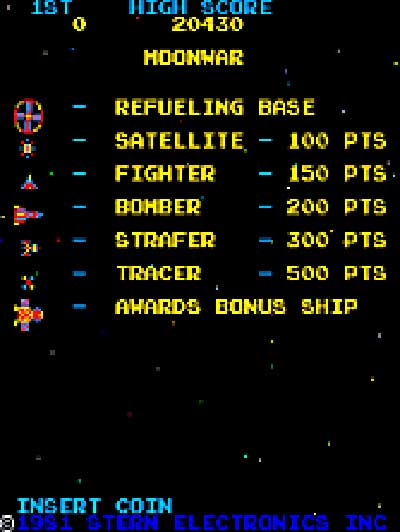 1ST HIGH SCORE
0 20430
MOONWAR
- REFUELING BASE
- SATELLITE - 100 PTS
- FIGHTER - 150 PTS
- BOMBER - 200 PTS
- STRAFER - 300 PTS
- TRACER - 500 PTS
- AWARDS BONUS SHIP
INSERT COIN
©1981 STERN ELECTRONICS INC